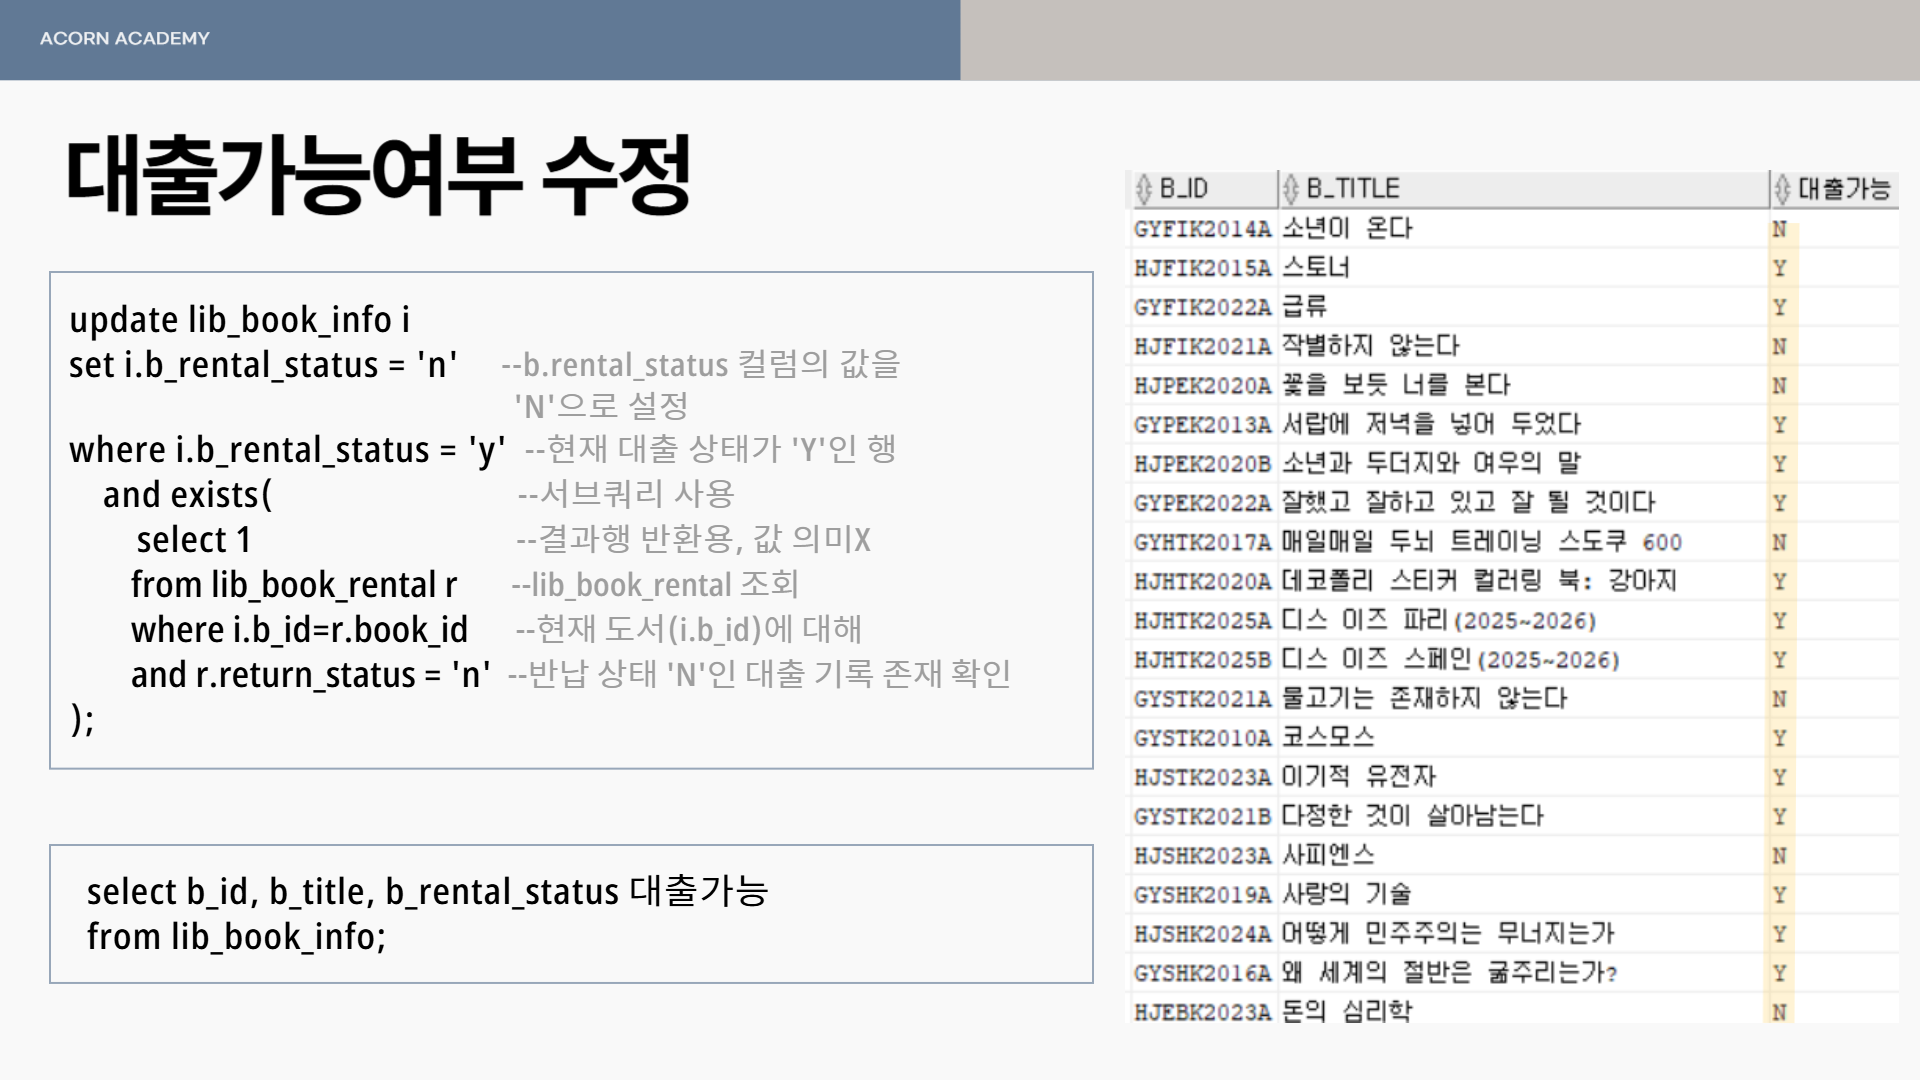 ACORN ACADEMY
대출가능여부 수정
update lib_book_info i
set i.b_rental_status = 'n' --b.rental_status 컬럼의 값을
'N'으로 설정
where i.b_rental_status = 'y' --현재 대출 상태가 'Y'인 행
and exists( --서브쿼리 사용
select 1 --결과행 반환용, 값 의미X
from lib_book_rental r --lib_book_rental 조회
where i.b_id=r.book_id --현재 도서(i.b_id)에 대해
and r.return_status = 'n' --반납 상태 'N'인 대출 기록 존재 확인
);
select b_id, b_title, b_rental_status 대출가능
from lib_book_info;
B_ID B_TITLE 대출가능
GYFIK2014A 소년이 온다 N
HJFIK2015A 스토너 Y
GYFIK2022A 급류 Y
HJFIK2021A 작별하지 않는다 N
HJPEK2020A 꽃을 보듯 너를 본다 N
GYPEK2013A 서랍에 저녁을 넣어 두었다 Y
HJPEK2020B 소년과 두더지와 여우의 말 Y
GYPEK2022A 잘했고 잘하고 있고 잘 될 것이다 Y
GYHTK2017A 매일매일 두뇌 트레이닝 스도쿠 600 N
HJHTK2020A 데코폴리 스티커 컬러링 북: 강아지 Y
HJHTK2025A 디스 이즈 파리(2025~2026) Y
HJHTK2025B 디스 이즈 스페인(2025~2026) Y
GYSTK2021A 물고기는 존재하지 않는다 N
GYSTK2010A 코스모스 Y
HJSTK2023A 이기적 유전자 Y
GYSTK2021B 다정한 것이 살아남는다 Y
HJSHK2023A 사피엔스 N
GYSHK2019A 사랑의 기술 Y
HJSHK2024A 어떻게 민주주의는 무너지는가 Y
GYSHK2016A 왜 세계의 절반은 굶주리는가? Y
HJEBK2023A 돈의 심리학 N